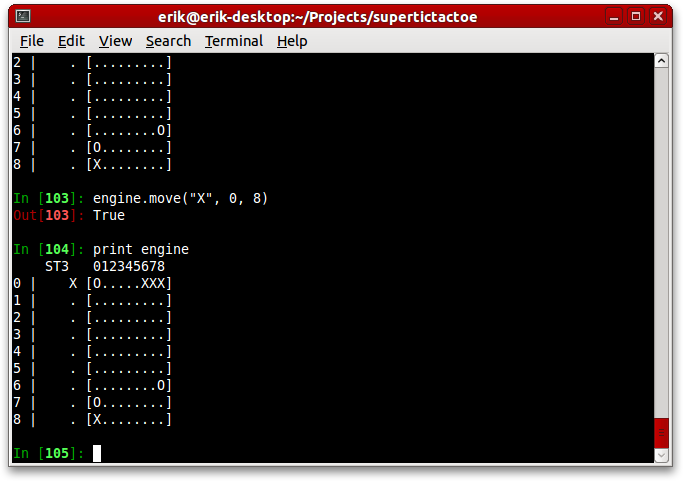 erik@erik-desktop:~/Projects/supertictactoe
File Edit View Search Terminal Help
2 |    . [.........]
3 |    . [.........]
4 |    . [.........]
5 |    . [.........]
6 |    . [........O]
7 |    . [O........]
8 |    . [X........]
In [103]: engine.move("X", 0, 8)
Out[103]: True
In [104]: print engine
    ST3   012345678
0 |    X [O.....XXX]
1 |    . [.........]
2 |    . [.........]
3 |    . [.........]
4 |    . [.........]
5 |    . [.........]
6 |    . [........O]
7 |    . [O........]
8 |    . [X........]
In [105]: